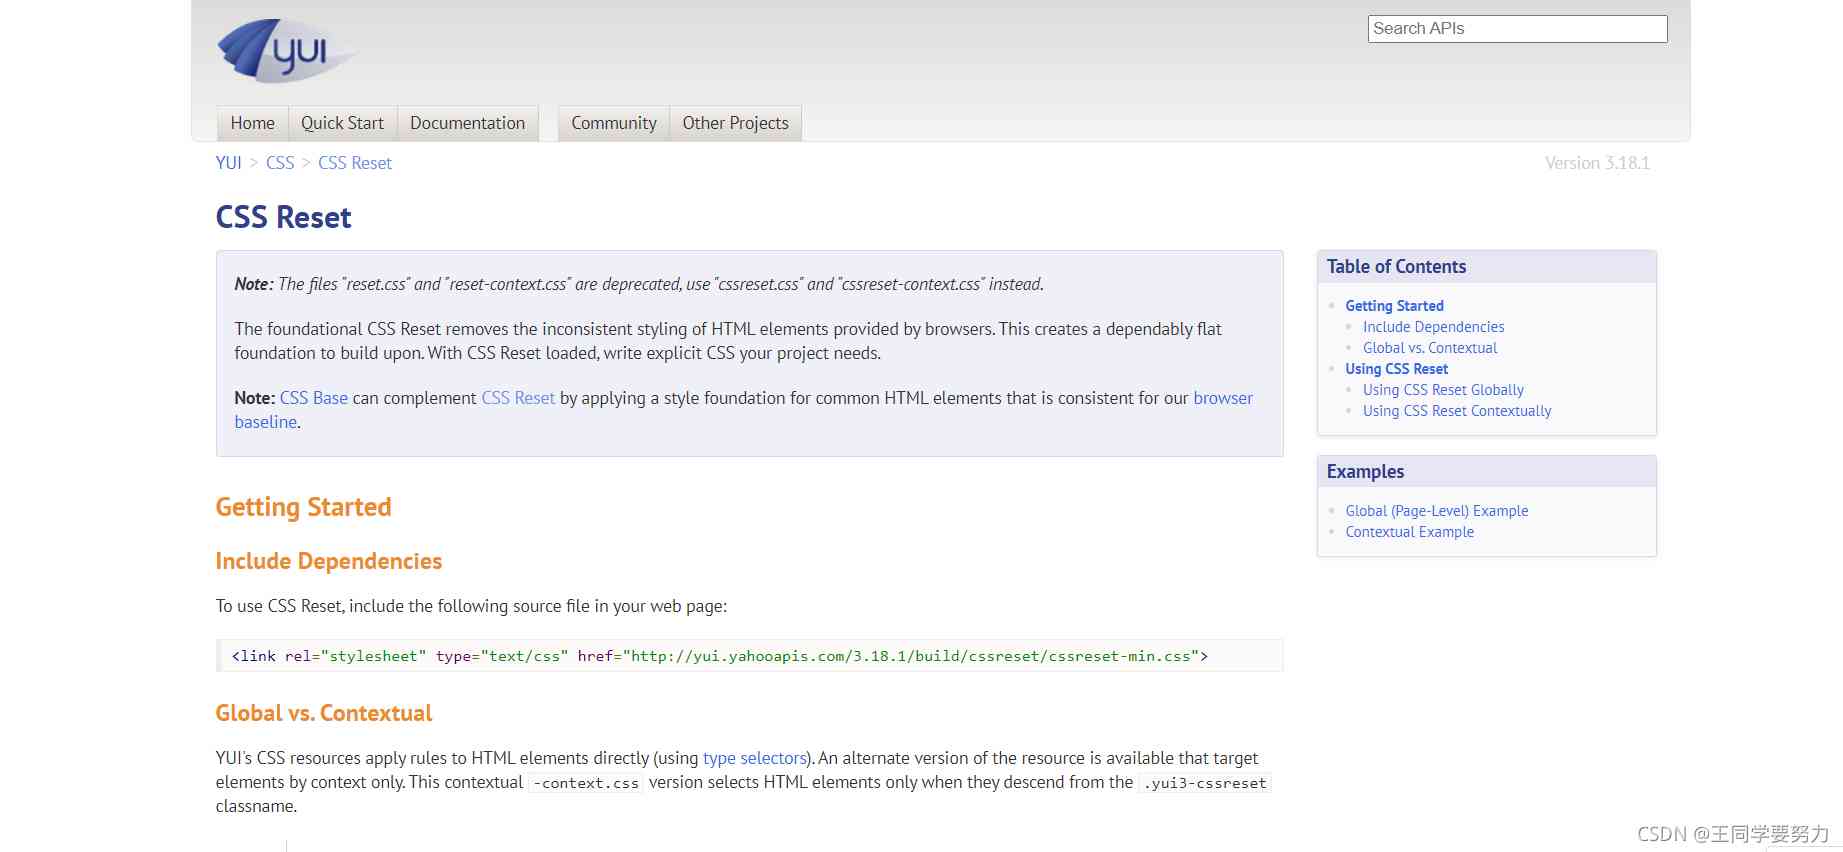 yui
Search APIs
Home Quick Start Documentation Community Other Projects
YUI > CSS > CSS Reset
Version 3.18.1
CSS Reset
Note: The files "reset.css" and "reset-context.css" are deprecated, use "cssreset.css" and "cssreset-context.css" instead.
The foundational CSS Reset removes the inconsistent styling of HTML elements provided by browsers. This creates a dependably flat
foundation to build upon. With CSS Reset loaded, write explicit CSS your project needs.
Note: CSS Base can complement CSS Reset by applying a style foundation for common HTML elements that is consistent for our browser
baseline.
Getting Started
Include Dependencies
To use CSS Reset, include the following source file in your web page:
<link rel="stylesheet" type="text/css" href="http://yui.yahooapis.com/3.18.1/build/cssreset/cssreset-min.css">
Global vs. Contextual
YUI's CSS resources apply rules to HTML elements directly (using type selectors). An alternate version of the resource is available that target
elements by context only. This contextual -context.css version selects HTML elements only when they descend from the .yui3-cssreset
classname.
Table of Contents
Getting Started
Include Dependencies
Global vs. Contextual
Using CSS Reset
Using CSS Reset Globally
Using CSS Reset Contextually
Examples
Global (Page-Level) Example
Contextual Example
CSDN @王同学要努力